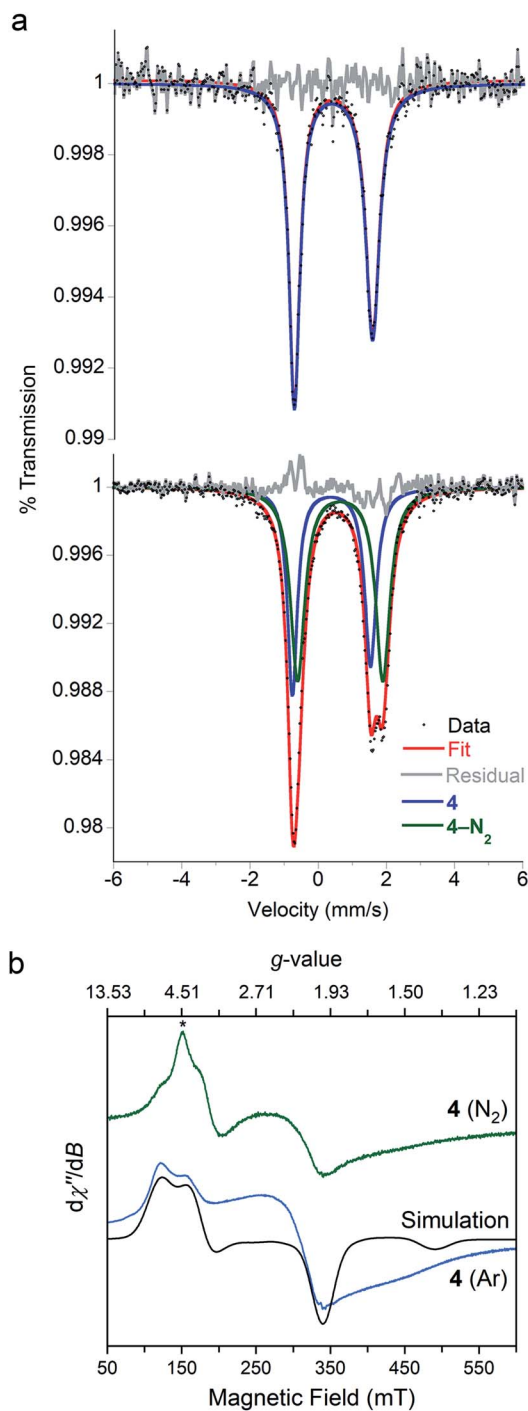 a
1
0.998
0.996
0.994
0.992
0.99
% Transmission
1
0.996
0.992
0.988
0.984
0.98
Data
Fit
Residual
4
4–N₂
-6 -4 -2 0 2 4 6
Velocity (mm/s)
b
g-value
13.53 4.51 2.71 1.93 1.50 1.23
*
4 (N₂)
dχ''/dB
Simulation
4 (Ar)
50 150 250 350 450 550
Magnetic Field (mT)